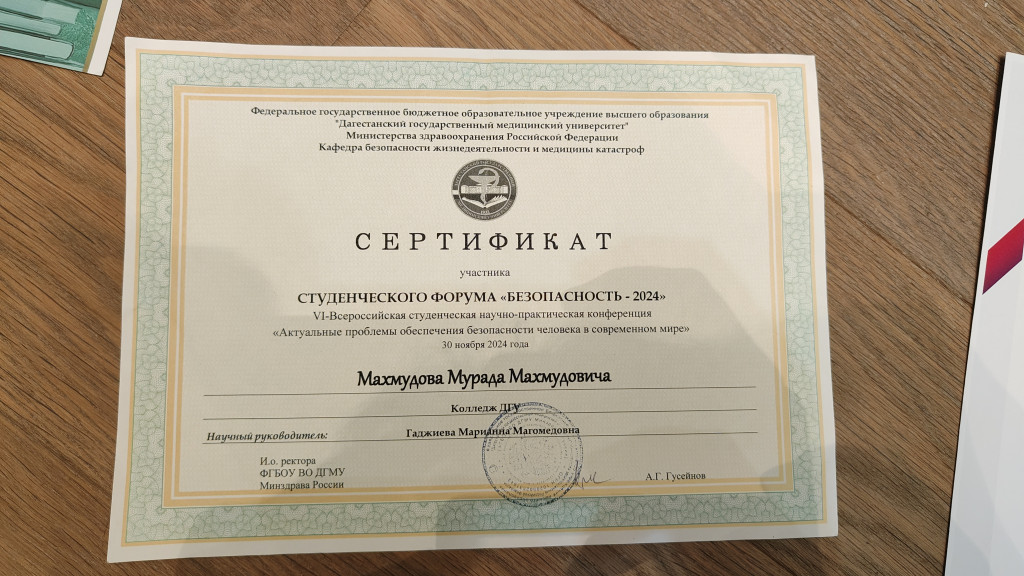 Федеральное государственное бюджетное образовательное учреждение высшего образования
"Дагестанский государственный медицинский университет"
Министерства здравоохранения Российской Федерации
Кафедра безопасности жизнедеятельности и медицины катастроф
СЕРТИФИКАТ
участника
СТУДЕНЧЕСКОГО ФОРУМА «БЕЗОПАСНОСТЬ - 2024»
VI-Всероссийская студенческая научно-практическая конференция
«Актуальные проблемы обеспечения безопасности человека в современном мире»
30 ноября 2024 года
Махмудова Мурада Махмудовича
Колледж ДГУ
Научный руководитель: Гаджиева Марианна Магомедовна
И.о. ректора
ФГБОУ ВО ДГМУ
Минздрава России
А.Г. Гусейнов